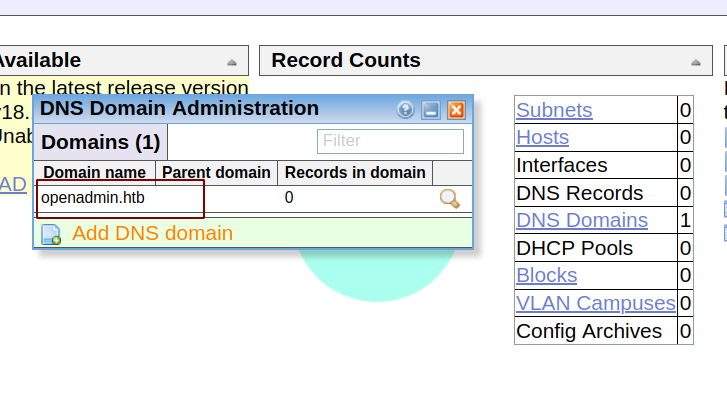 Available
Record Counts
n the latest release version
v18.
DNS Domain Administration
Unab
Domains (1)
Filter
AD
Domain name Parent domain Records in domain
openadmin.htb 0
Add DNS domain
Subnets 0
Hosts 0
Interfaces 0
DNS Records 0
DNS Domains 1
DHCP Pools 0
Blocks 0
VLAN Campuses 0
Config Archives 0